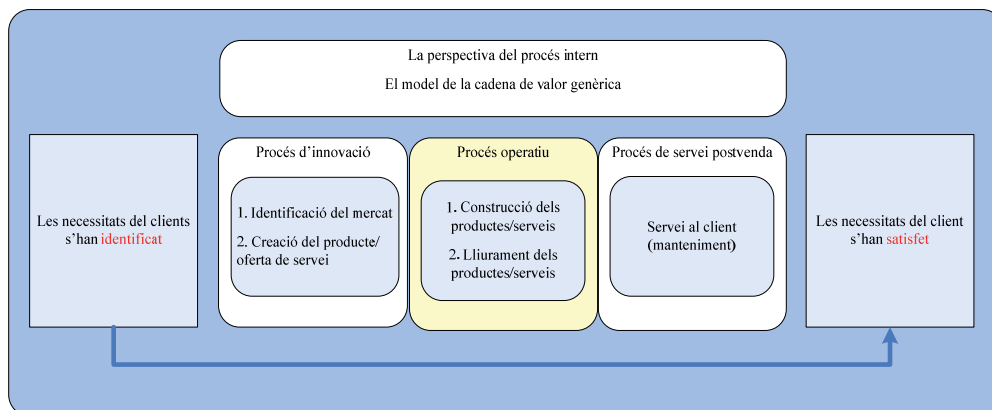 La perspectiva del procés intern
El model de la cadena de valor genèrica
Les necessitats del clients
s’han identificat
Procés d’innovació
1. Identificació del mercat
2. Creació del producte/
oferta de servei
Procés operatiu
1. Construcció dels
productes/serveis
2. Lliurament dels
productes/serveis
Procés de servei postvenda
Servei al client
(manteniment)
Les necessitats del client
s’han satisfet